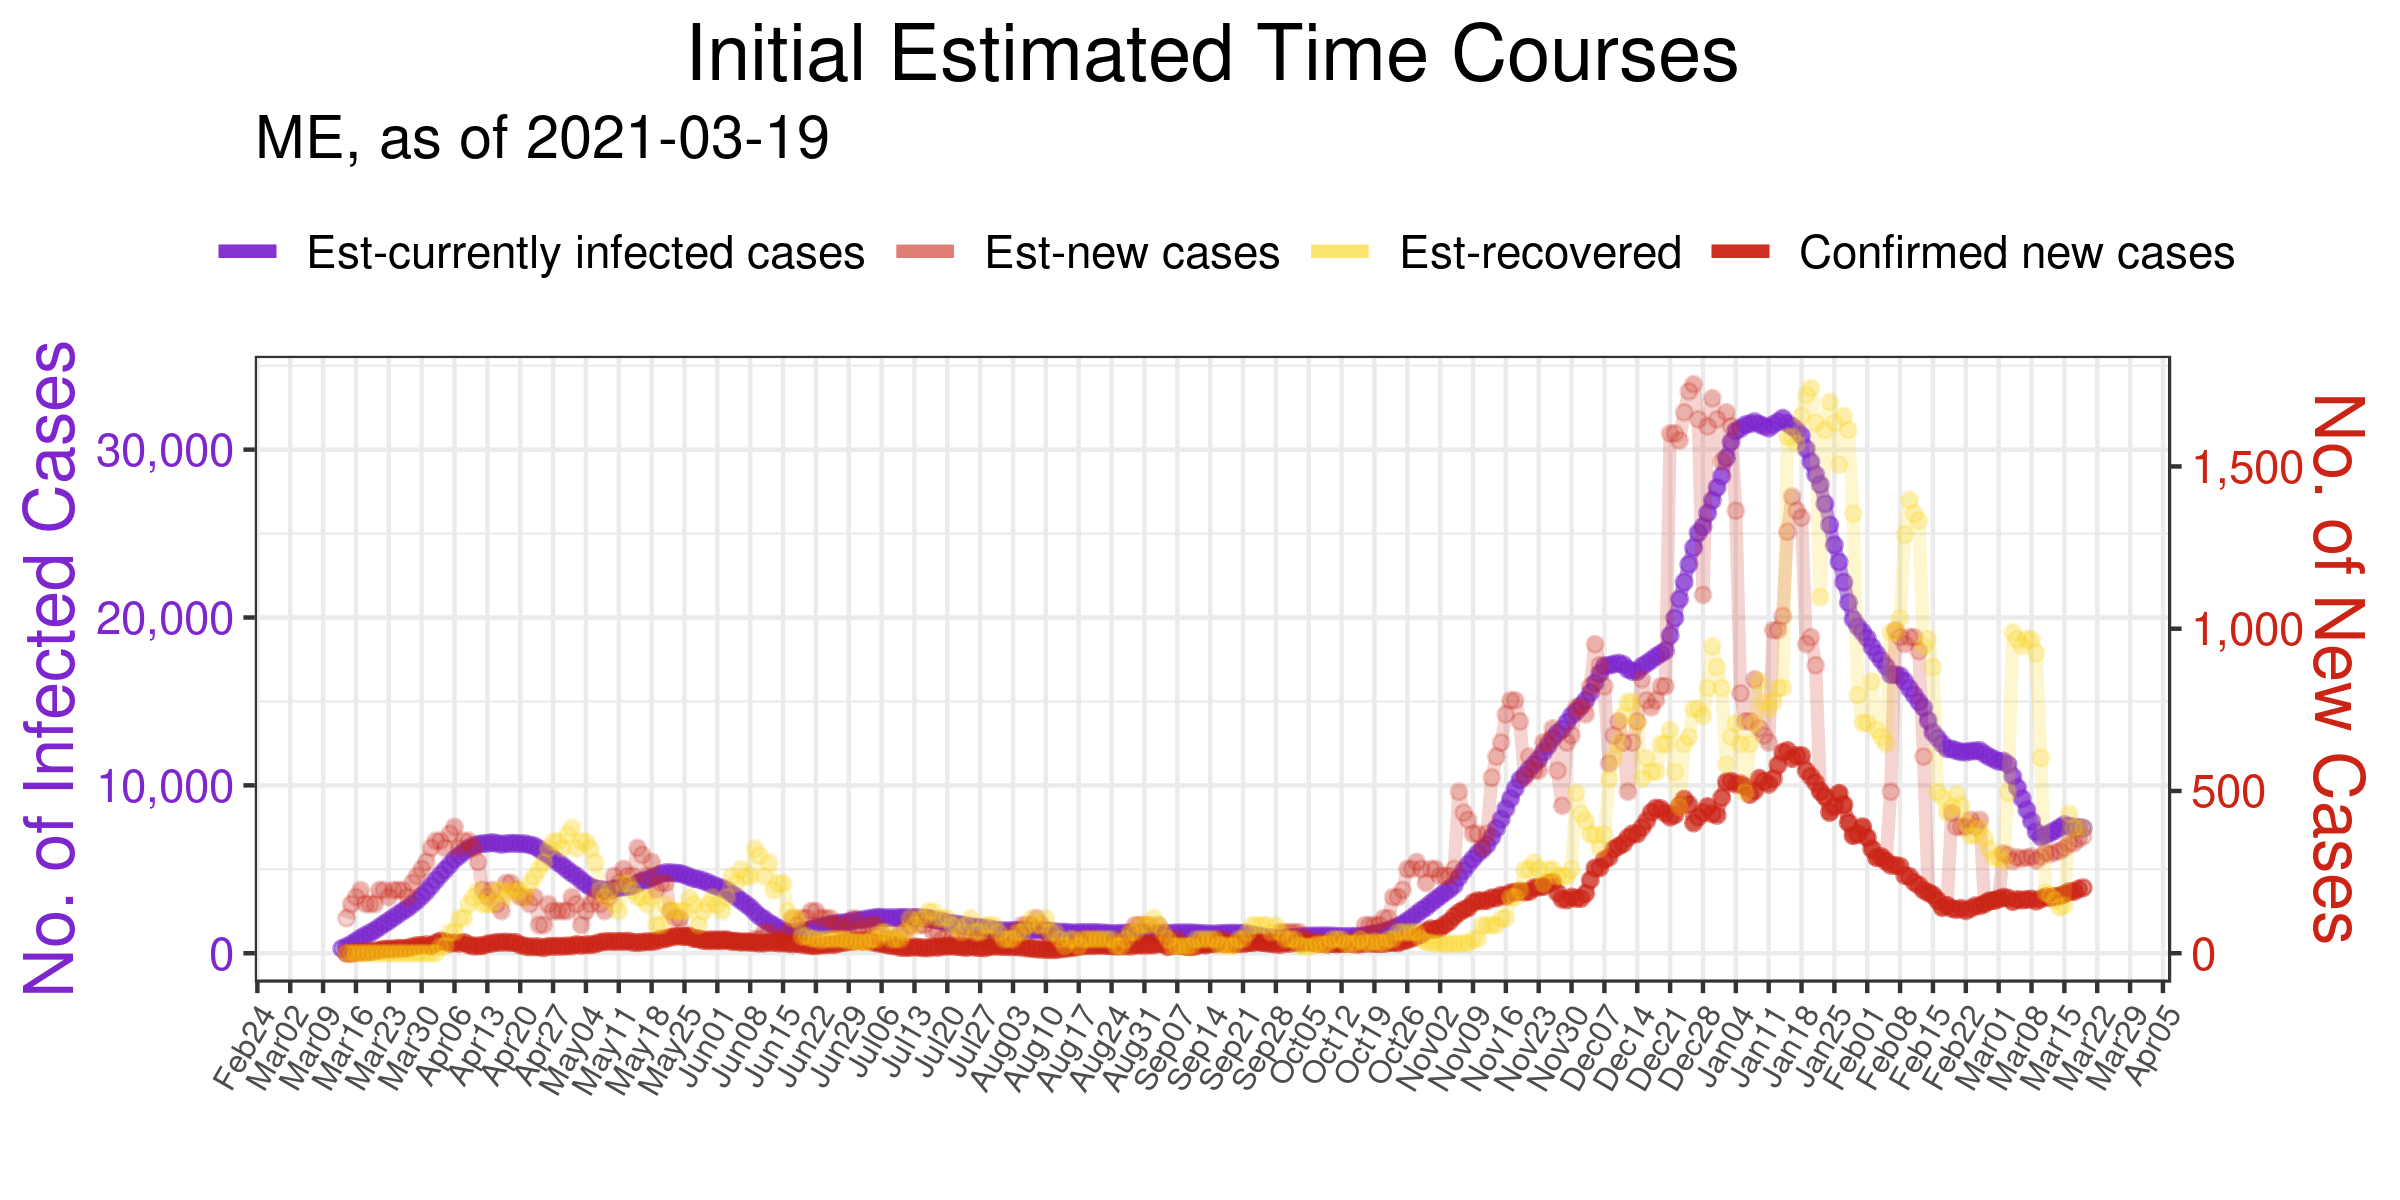 Initial Estimated Time Courses
ME, as of 2021-03-19
Est-currently infected cases Est-new cases Est-recovered Confirmed new cases
No. of Infected Cases
30,000
20,000
10,000
0
1,500
1,000
500
0
No. of New Cases
Feb24 Mar02 Mar09 Mar16 Mar23 Mar30 Apr06 Apr13 Apr20 Apr27 May04 May11 May18 May25 Jun01 Jun08 Jun15 Jun22 Jun29 Jul06 Jul13 Jul20 Jul27 Aug03 Aug10 Aug17 Aug24 Aug31 Sep07 Sep14 Sep21 Sep28 Oct05 Oct12 Oct19 Oct26 Nov02 Nov09 Nov16 Nov23 Nov30 Dec07 Dec14 Dec21 Dec28 Jan04 Jan11 Jan18 Jan25 Feb01 Feb08 Feb15 Feb22 Mar01 Mar08 Mar15 Mar22 Mar29 Apr05